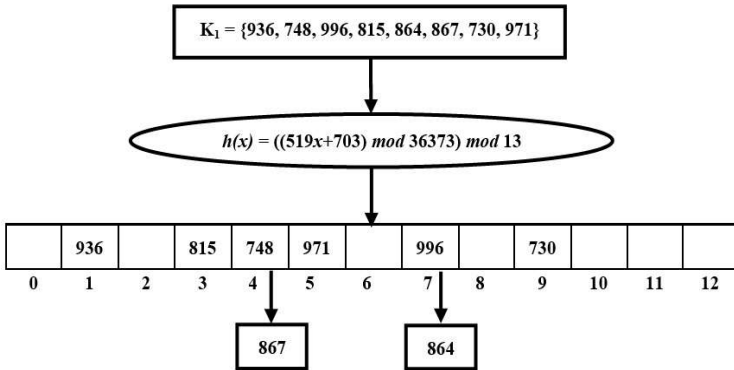 K₁ = {936, 748, 996, 815, 864, 867, 730, 971}
h(x) = ((519x+703) mod 36373) mod 13
936 815 748 971 996 730
0 1 2 3 4 5 6 7 8 9 10 11 12
867 864